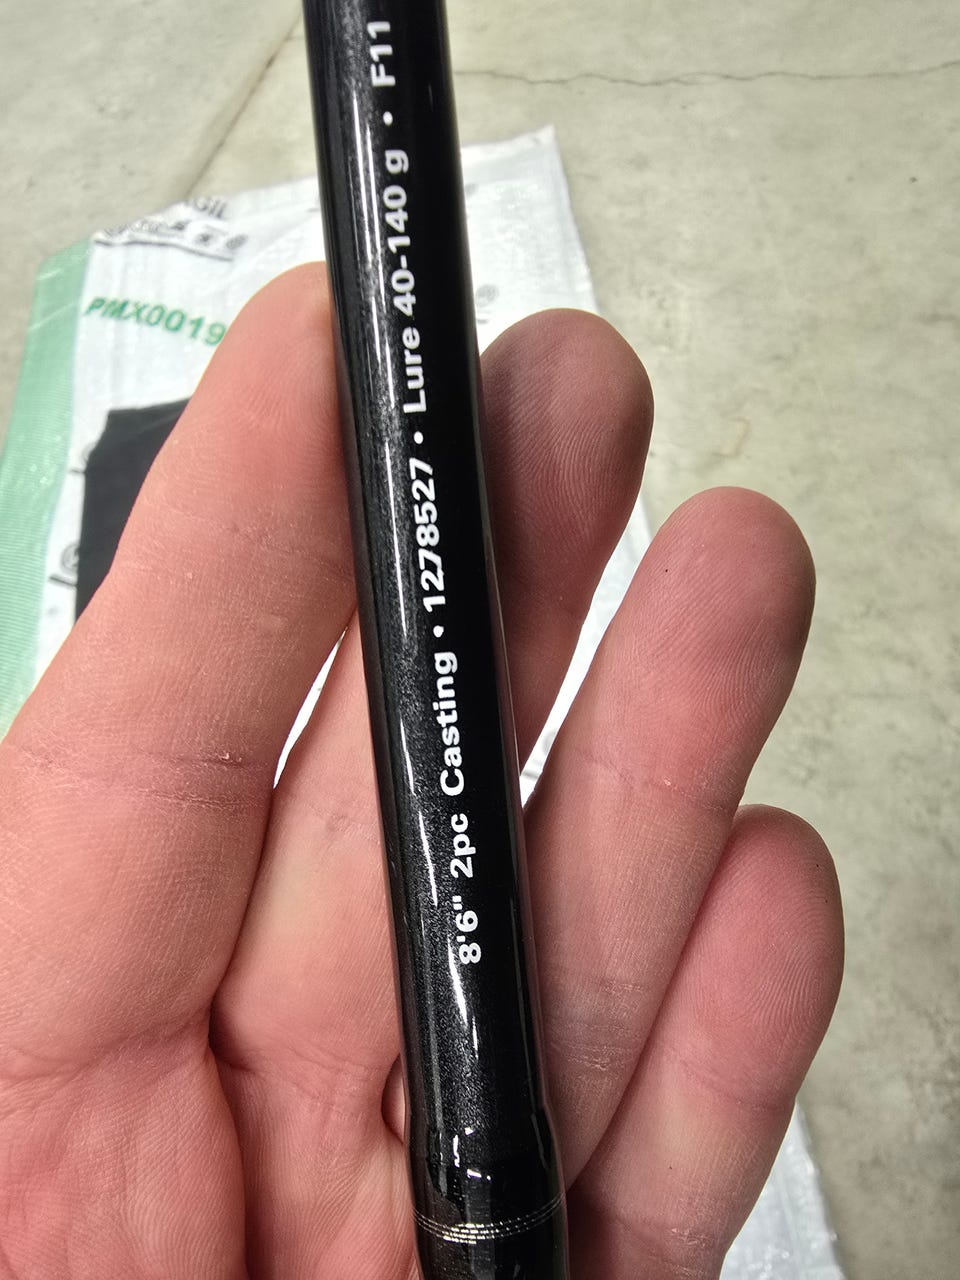 8'6" 2pc Casting • 1278527 • Lure 40-140 g • F11
PMX0019